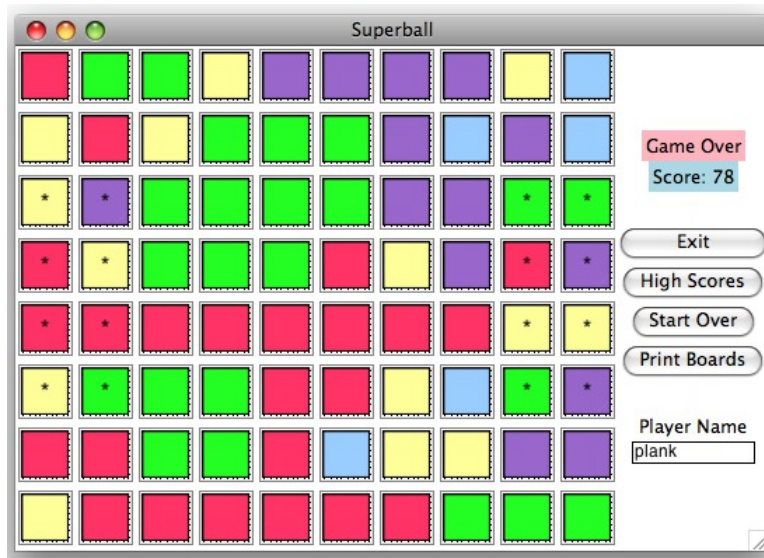 Superball
Game Over
Score: 78
* * * *
* * * *
* * * *
* * * *
Exit
High Scores
Start Over
Print Boards
Player Name
plank